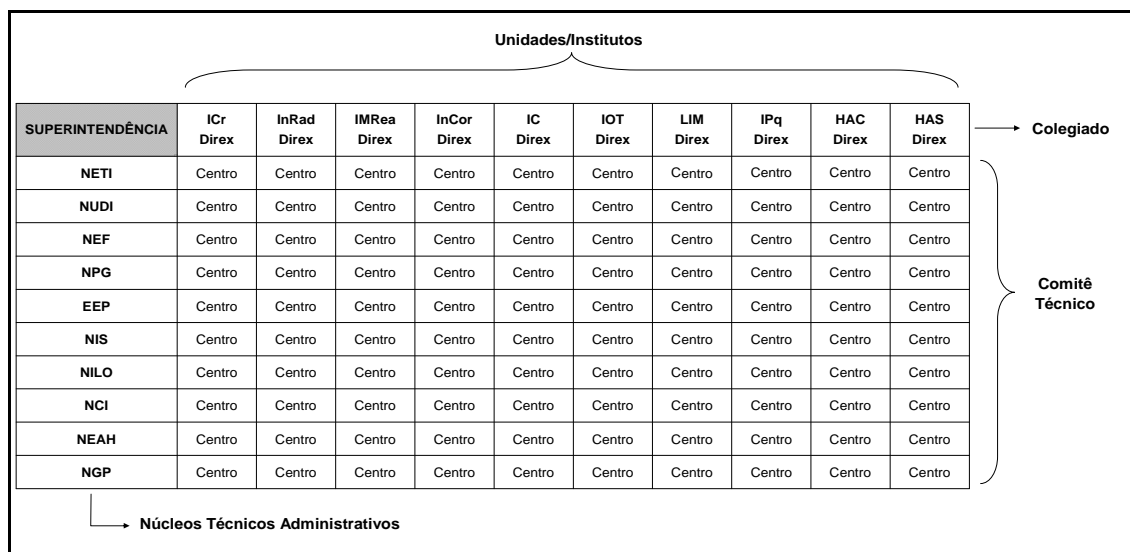 Unidades/Institutos
SUPERINTENDÊNCIA ICr Direx InRad Direx IMRea Direx InCor Direx IC Direx IOT Direx LIM Direx IPq Direx HAC Direx HAS Direx
Colegiado
NETI Centro Centro Centro Centro Centro Centro Centro Centro Centro Centro
NUDI Centro Centro Centro Centro Centro Centro Centro Centro Centro Centro
NEF Centro Centro Centro Centro Centro Centro Centro Centro Centro Centro
NPG Centro Centro Centro Centro Centro Centro Centro Centro Centro Centro
EEP Centro Centro Centro Centro Centro Centro Centro Centro Centro Centro
NIS Centro Centro Centro Centro Centro Centro Centro Centro Centro Centro
NILO Centro Centro Centro Centro Centro Centro Centro Centro Centro Centro
NCI Centro Centro Centro Centro Centro Centro Centro Centro Centro Centro
NEAH Centro Centro Centro Centro Centro Centro Centro Centro Centro Centro
NGP Centro Centro Centro Centro Centro Centro Centro Centro Centro Centro
Comitê
Técnico
Núcleos Técnicos Administrativos